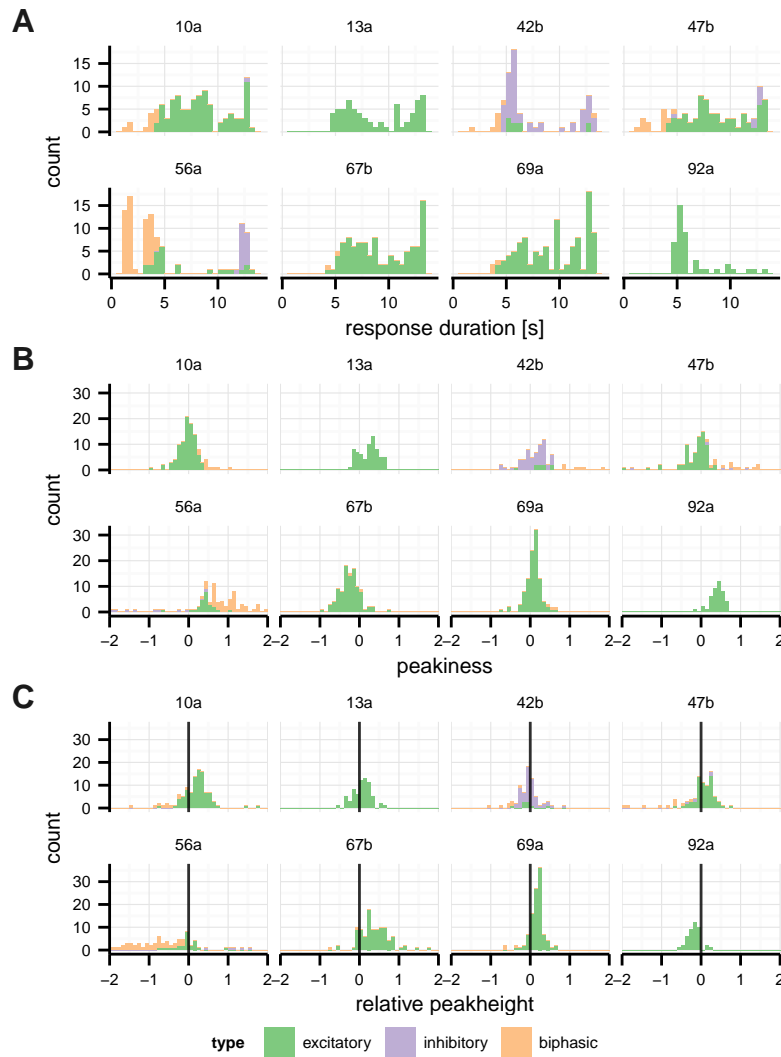 A
10a 13a 42b 47b
15
10
5
0
56a 67b 69a 92a
15
10
5
0
count
0 5 10 0 5 10 0 5 10 0 5 10
response duration [s]
B
10a 13a 42b 47b
30
20
10
0
56a 67b 69a 92a
30
20
10
0
count
−2 −1 0 1 2−2 −1 0 1 2−2 −1 0 1 2−2 −1 0 1 2
peakiness
C
10a 13a 42b 47b
30
20
10
0
56a 67b 69a 92a
30
20
10
0
count
−2 −1 0 1 2−2 −1 0 1 2−2 −1 0 1 2−2 −1 0 1 2
relative peakheight
type excitatory inhibitory biphasic